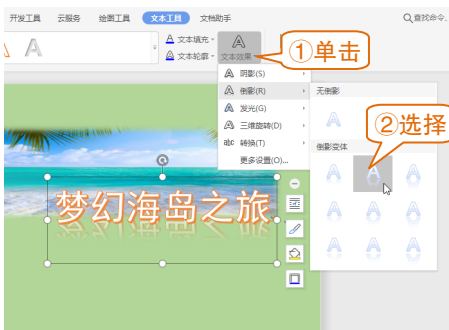 开发工具 云服务 绘图工具 文本工具 文档助手 查找命令
文本填充
文本轮廓
文本效果
①单击
阴影(S)
倒影(R)
发光(G)
三维旋转(D)
abc 转换(T)
更多设置(O)...
无倒影
②选择
倒影变体
梦幻海岛之旅